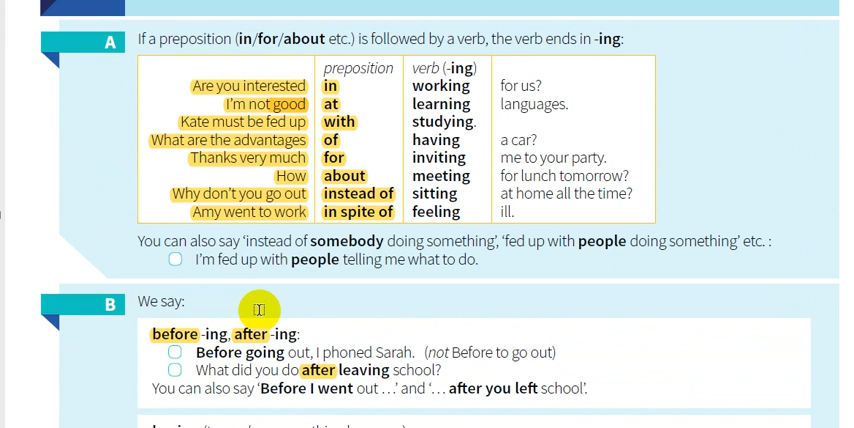 A If a preposition (in/for/about etc.) is followed by a verb, the verb ends in -ing:
preposition verb (-ing)
Are you interested in working for us?
I'm not good at learning languages.
Kate must be fed up with studying.
What are the advantages of having a car?
Thanks very much for inviting me to your party.
How about meeting for lunch tomorrow?
Why don't you go out instead of sitting at home all the time?
Amy went to work in spite of feeling ill.
You can also say ‘instead of somebody doing something’, ‘fed up with people doing something’ etc. :
I'm fed up with people telling me what to do.
B We say:
before -ing, after -ing:
Before going out, I phoned Sarah. (not Before to go out)
What did you do after leaving school?
You can also say ‘Before I went out …’ and ‘… after you left school’.